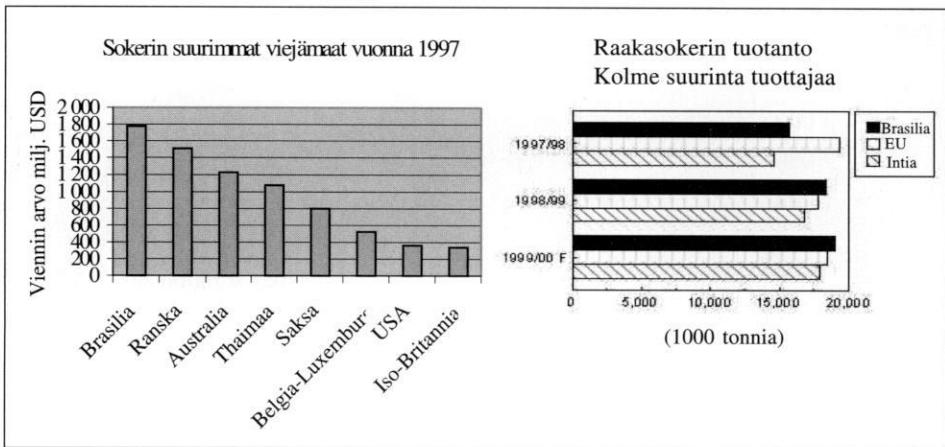 Sokerin suurimmat viejämaat vuonna 1997
Viennin arvo milj. USD
2 000
1 800
1 600
1 400
1 200
1 000
800
600
400
200
0
Brasilia
Ranska
Australia
Thaimaa
Saksa
Belgia-Luxemburg
USA
Iso-Britannia
Raakasokerin tuotanto
Kolme suurinta tuottajaa
1997/98
1998/99
1999/00 F
0 5,000 10,000 15,000 20,000
(1000 tonnia)
Brasilia
EU
Intia